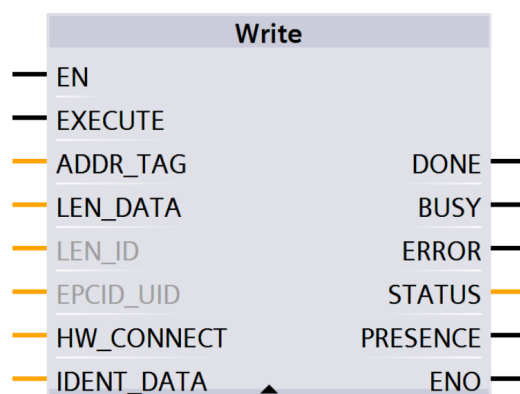 Write
EN
EXECUTE
ADDR_TAG DONE
LEN_DATA BUSY
LEN_ID ERROR
EPCID_UID STATUS
HW_CONNECT PRESENCE
IDENT_DATA ENO